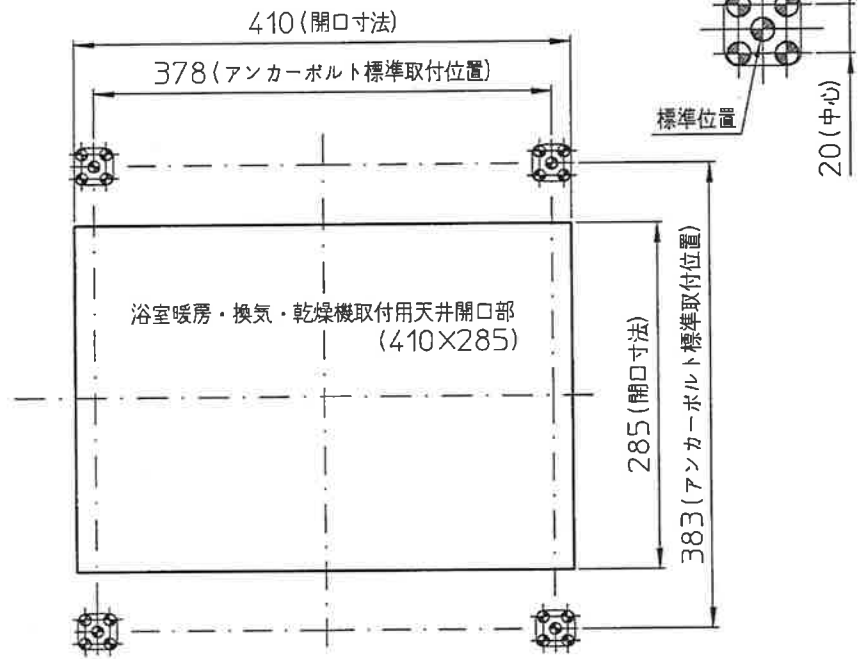 410(開口寸法)
378(アンカーボルト標準取付位置)
標準位置
20(中心)
浴室暖房・換気・乾燥機取付用天井開口部
(410×285)
285(開口寸法)
383(アンカーボルト標準取付位置)